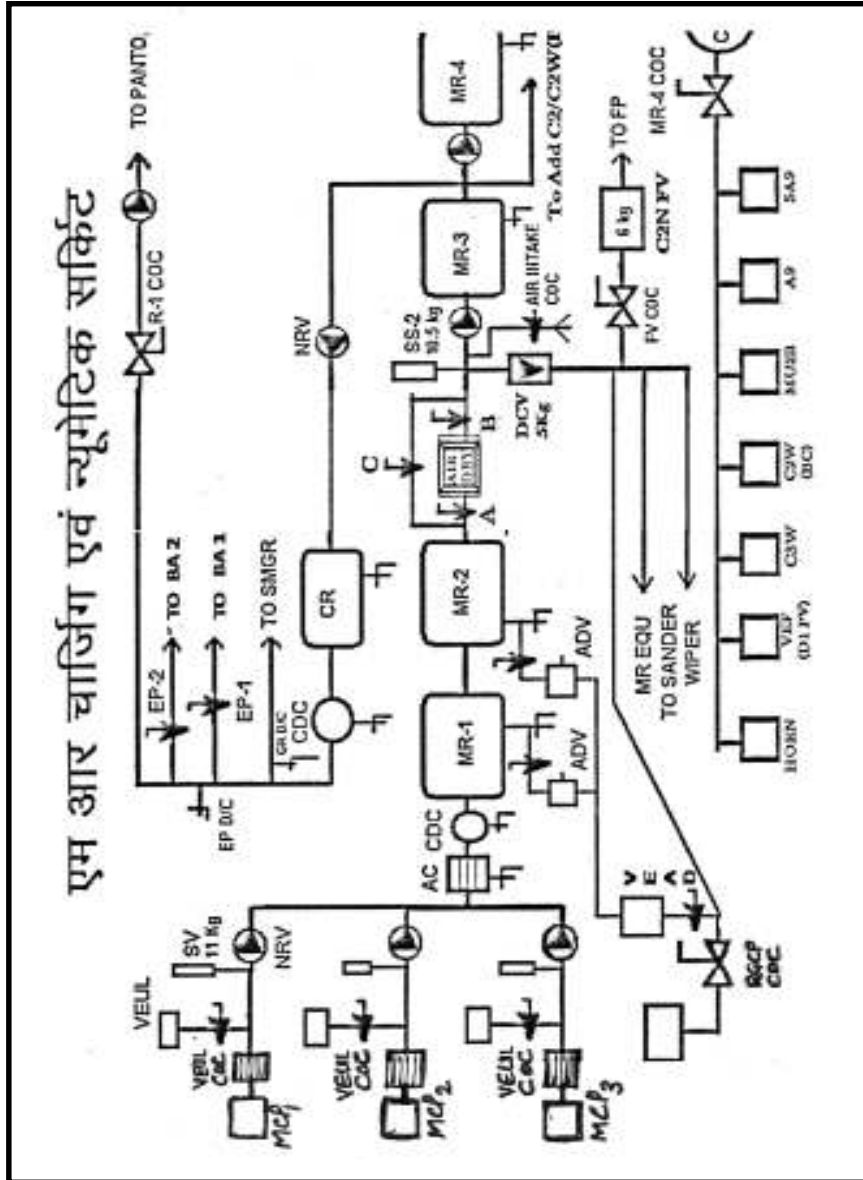 एम आर चार्जिंग एवं न्यूमेटिक सर्किट
TO PANTO,
R-1 COC
EP-2
TO BA 2
TO BA 1
EP-1
TO SMGR
EP D/C
GR.D/C
CDC
CR
NRV
MR-4
To Add C2/C2W
MR-3
SS-2
10.5 kg
AIR INTAKE
COC
C
B
A
AIR
DRY
DCV
5Kg
MR-2
MR-1
ADV
ADV
CDC
AC
VEUL
SV
11 Kg
NRV
VEUL
COC
MCP1
VEUL
COC
MCP2
VEUL
COC
MCP3
V
E
A
D
RGCP
COC
MR EQU
TO SANDER
WIPER
FV COC
6 kg
TO FP
C2N FV
MR-4 COC
C
SA9
A9
C3W
VEF
HORN